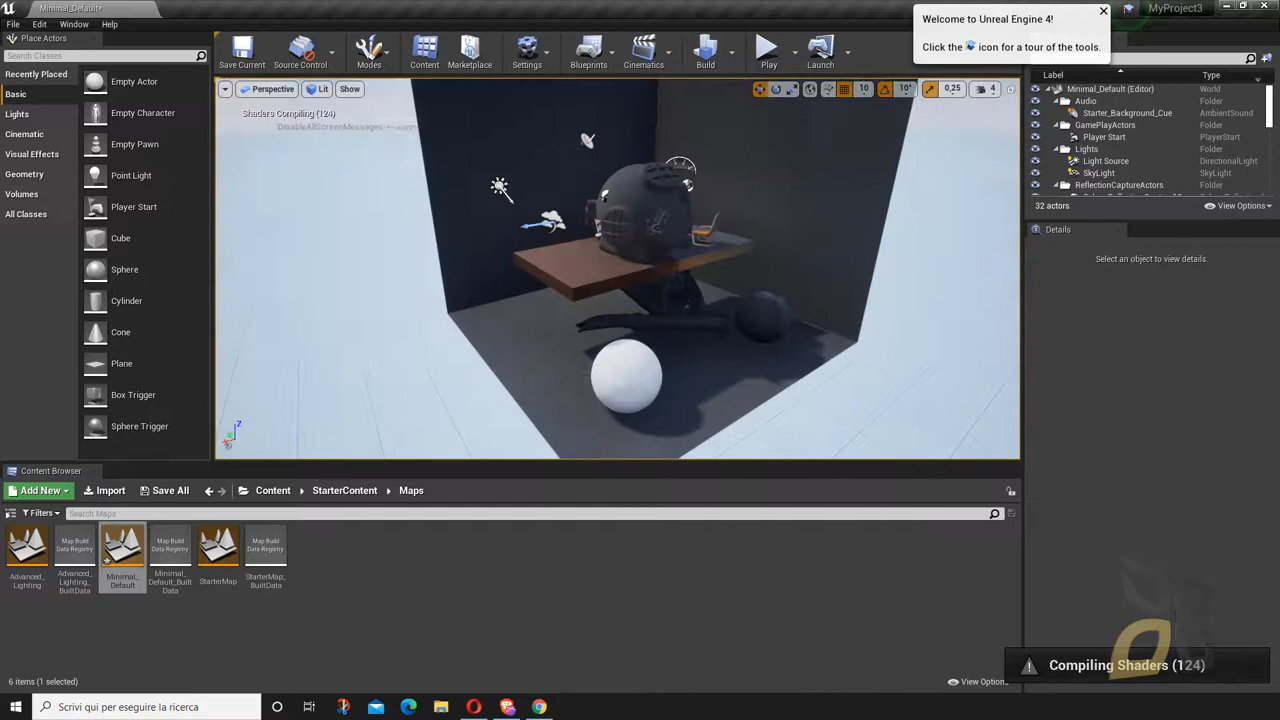 Minimal_Default*
MyProject3
File Edit Window Help
Welcome to Unreal Engine 4!
Click the icon for a tour of the tools.
Place Actors
Search Classes
Recently Placed
Basic
Lights
Cinematic
Visual Effects
Geometry
Volumes
All Classes
Empty Actor
Empty Character
Empty Pawn
Point Light
Player Start
Cube
Sphere
Cylinder
Cone
Plane
Box Trigger
Sphere Trigger
Save Current Source Control Modes Content Marketplace Settings Blueprints Cinematics Build Play Launch
Perspective Lit Show
10 10° 0,25 4
Shaders Compiling (124)
'DisableAllScreenMessages'
Z
Label Type
Minimal_Default (Editor) World
Audio Folder
Starter_Background_Cue AmbientSound
GamePlayActors Folder
Player Start PlayerStart
Lights Folder
Light Source DirectionalLight
SkyLight SkyLight
ReflectionCaptureActors Folder
32 actors View Options
Details
Select an object to view details.
Content Browser
Add New Import Save All Content StarterContent Maps
Filters Search Maps
Map Build Data Registry
Map Build Data Registry
Map Build Data Registry
Advanced_Lighting
Advanced_Lighting_BuiltData
Minimal_Default
Minimal_Default_BuiltData
StarterMap
StarterMap_BuiltData
6 items (1 selected) View Options
Compiling Shaders (124)
Scrivi qui per eseguire la ricerca